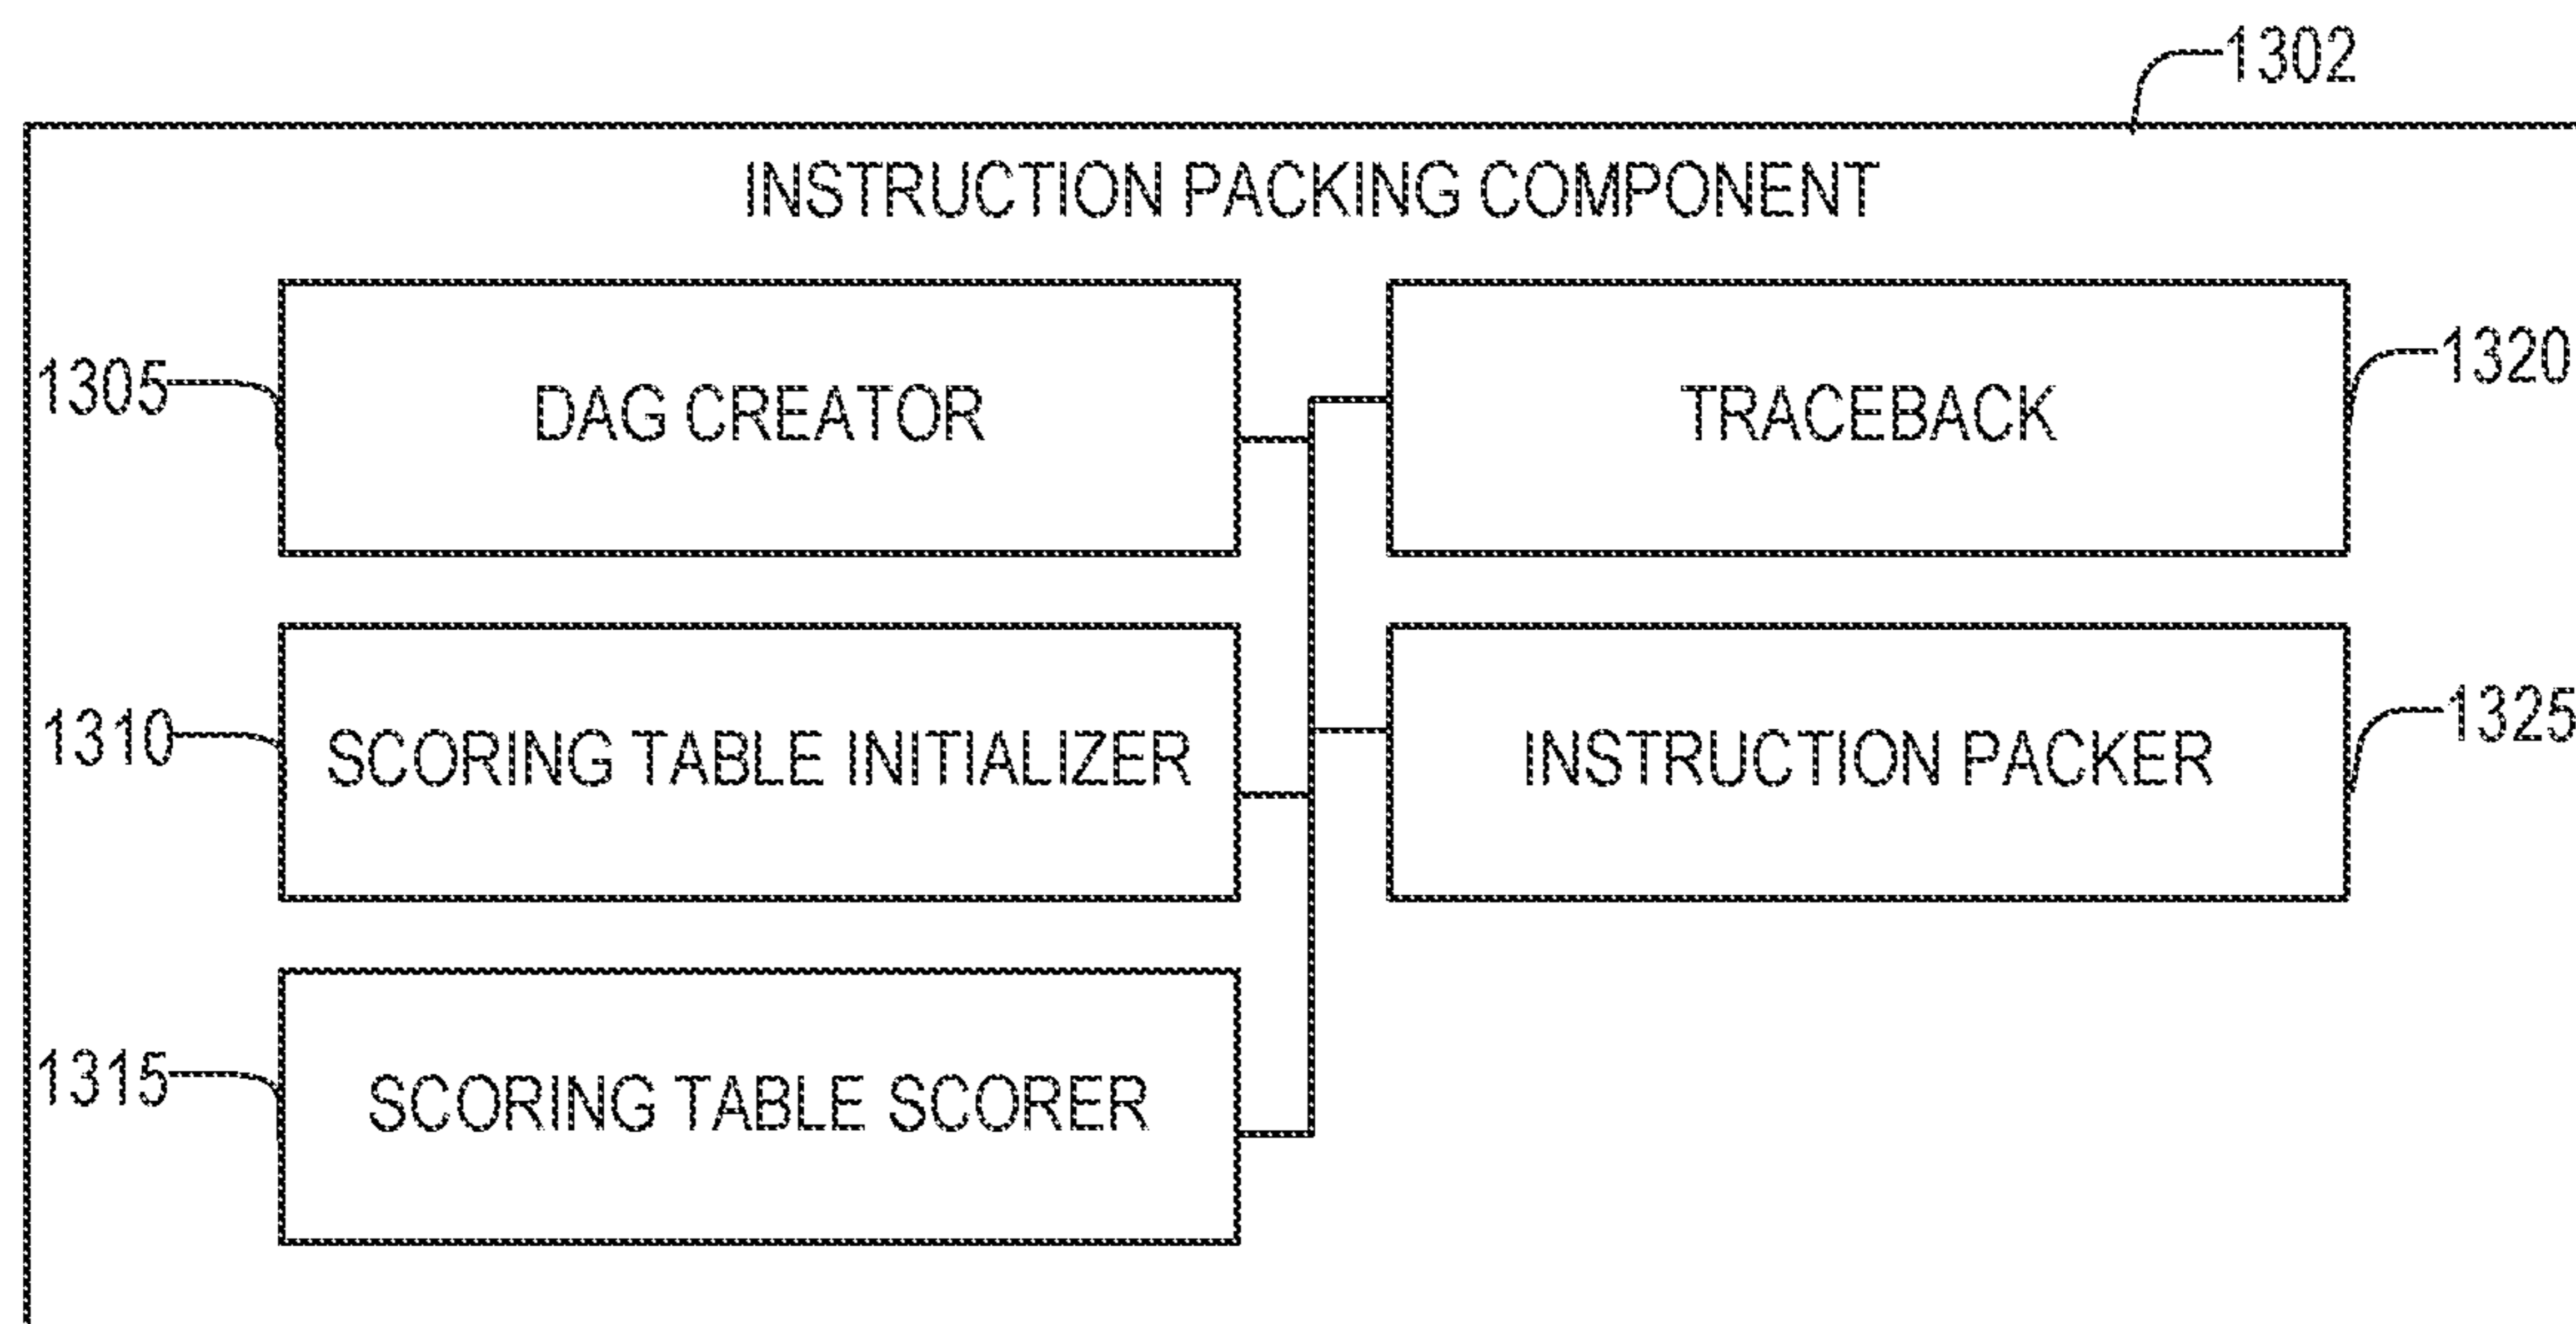 1302
INSTRUCTION PACKING COMPONENT
1305
DAG CREATOR
TRACEBACK
1320
1310
SCORING TABLE INITIALIZER
INSTRUCTION PACKER
1325
1315
SCORING TABLE SCORER